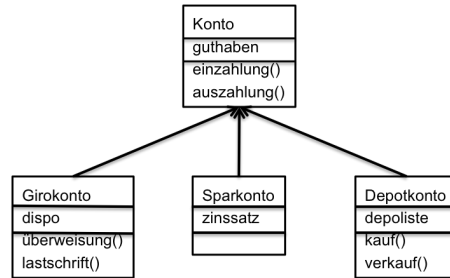 Konto
guthaben
einzahlung()
auszahlung()
Girokonto
dispo
überweisung()
lastschrift()
Sparkonto
zinssatz
Depotkonto
depoliste
kauf()
verkauf()